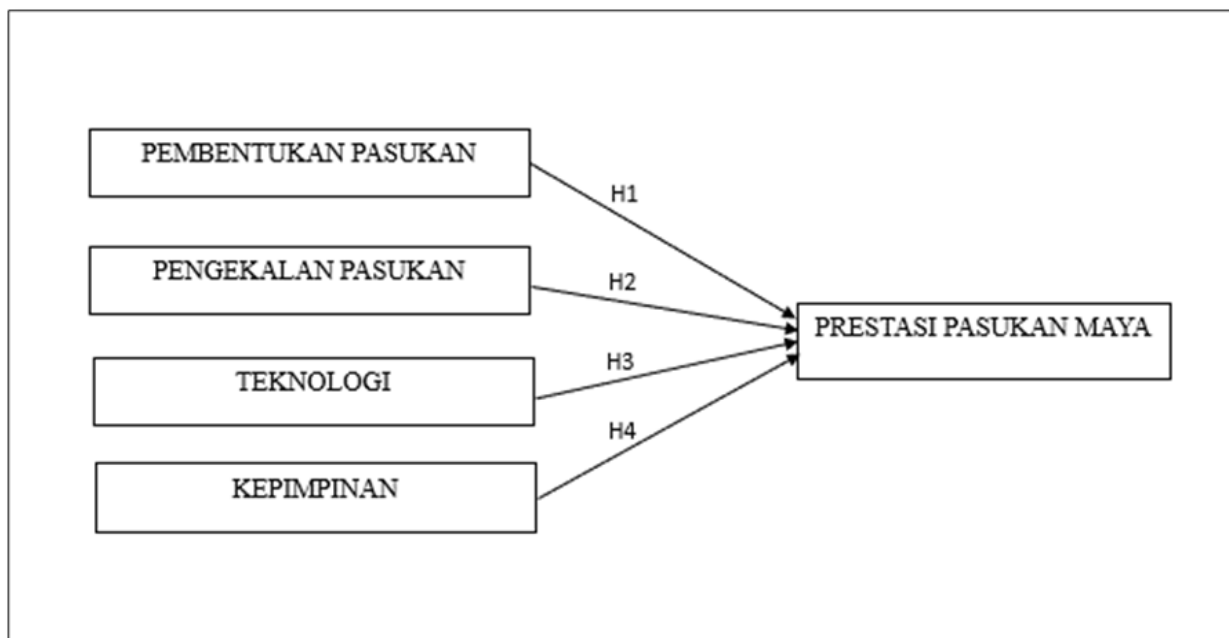 PEMBENTUKAN PASUKAN
H1
PENGEKALAN PASUKAN
H2
PRESTASI PASUKAN MAYA
TEKNOLOGI
H3
H4
KEPIMPINAN